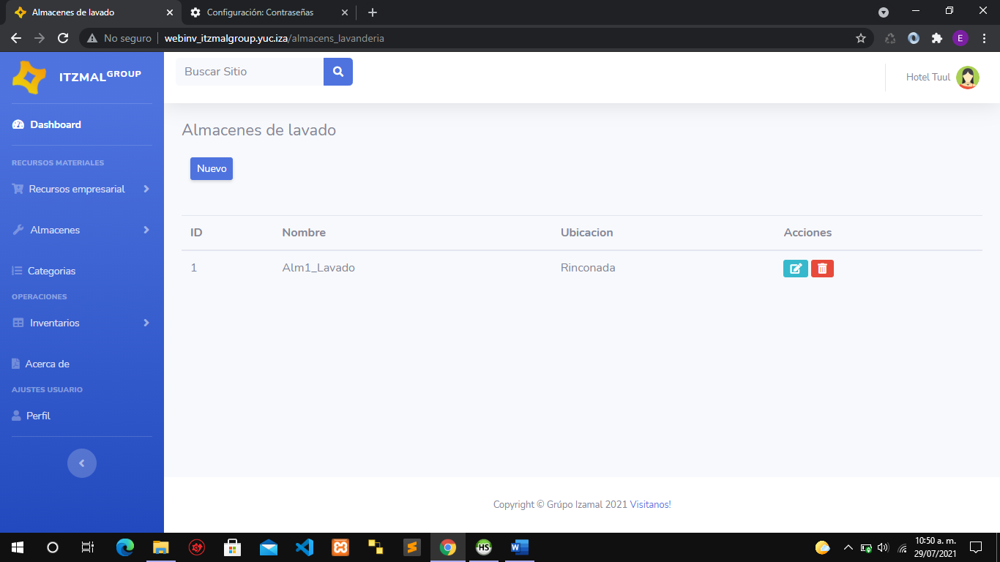 Almacenes de lavado
Configuración: Contraseñas
No seguro
webinv_itzmalgroup.yuc.iza/almacens_lavanderia
E
ITZMAL GROUP
Buscar Sitio
Hotel Tuul
Dashboard
RECURSOS MATERIALES
Recursos empresarial
Almacenes
Categorias
OPERACIONES
Inventarios
Acerca de
AJUSTES USUARIO
Perfil
Almacenes de lavado
Nuevo
ID Nombre Ubicacion Acciones
1 Alm1_Lavado Rinconada
Copyright © Grúpo Izamal 2021 Visitanos!
HS
W
10:50 a. m.
29/07/2021